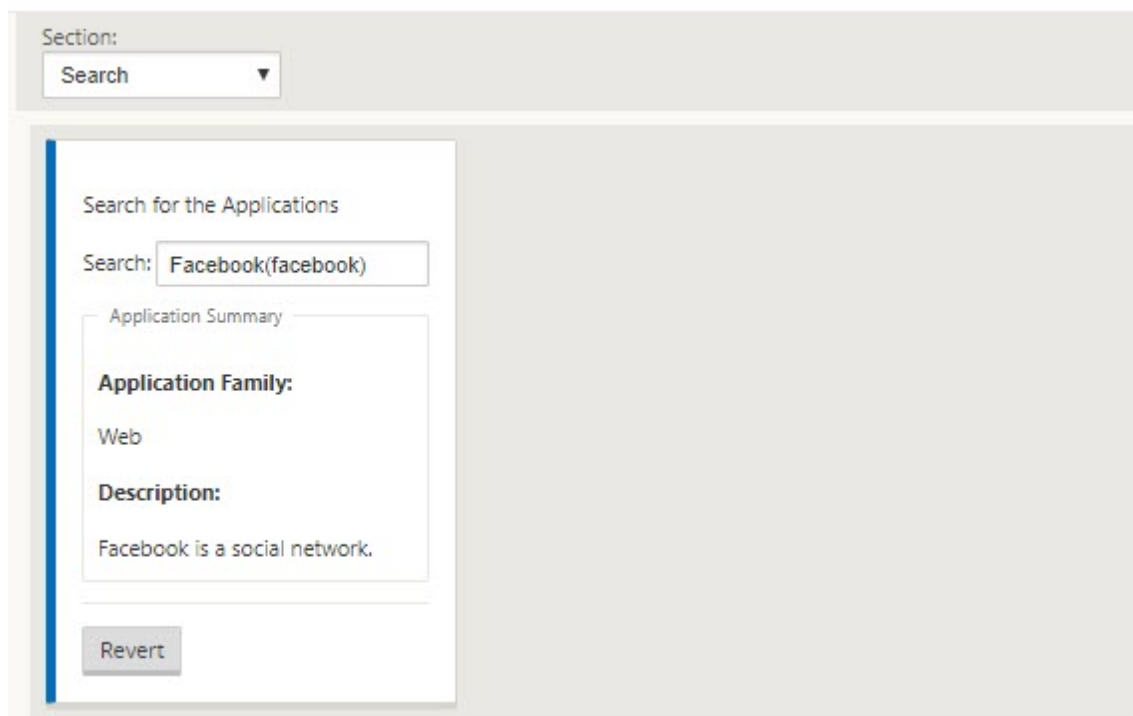 Section:
Search
Search for the Applications
Search: Facebook(facebook)
Application Summary
Application Family:
Web
Description:
Facebook is a social network.
Revert